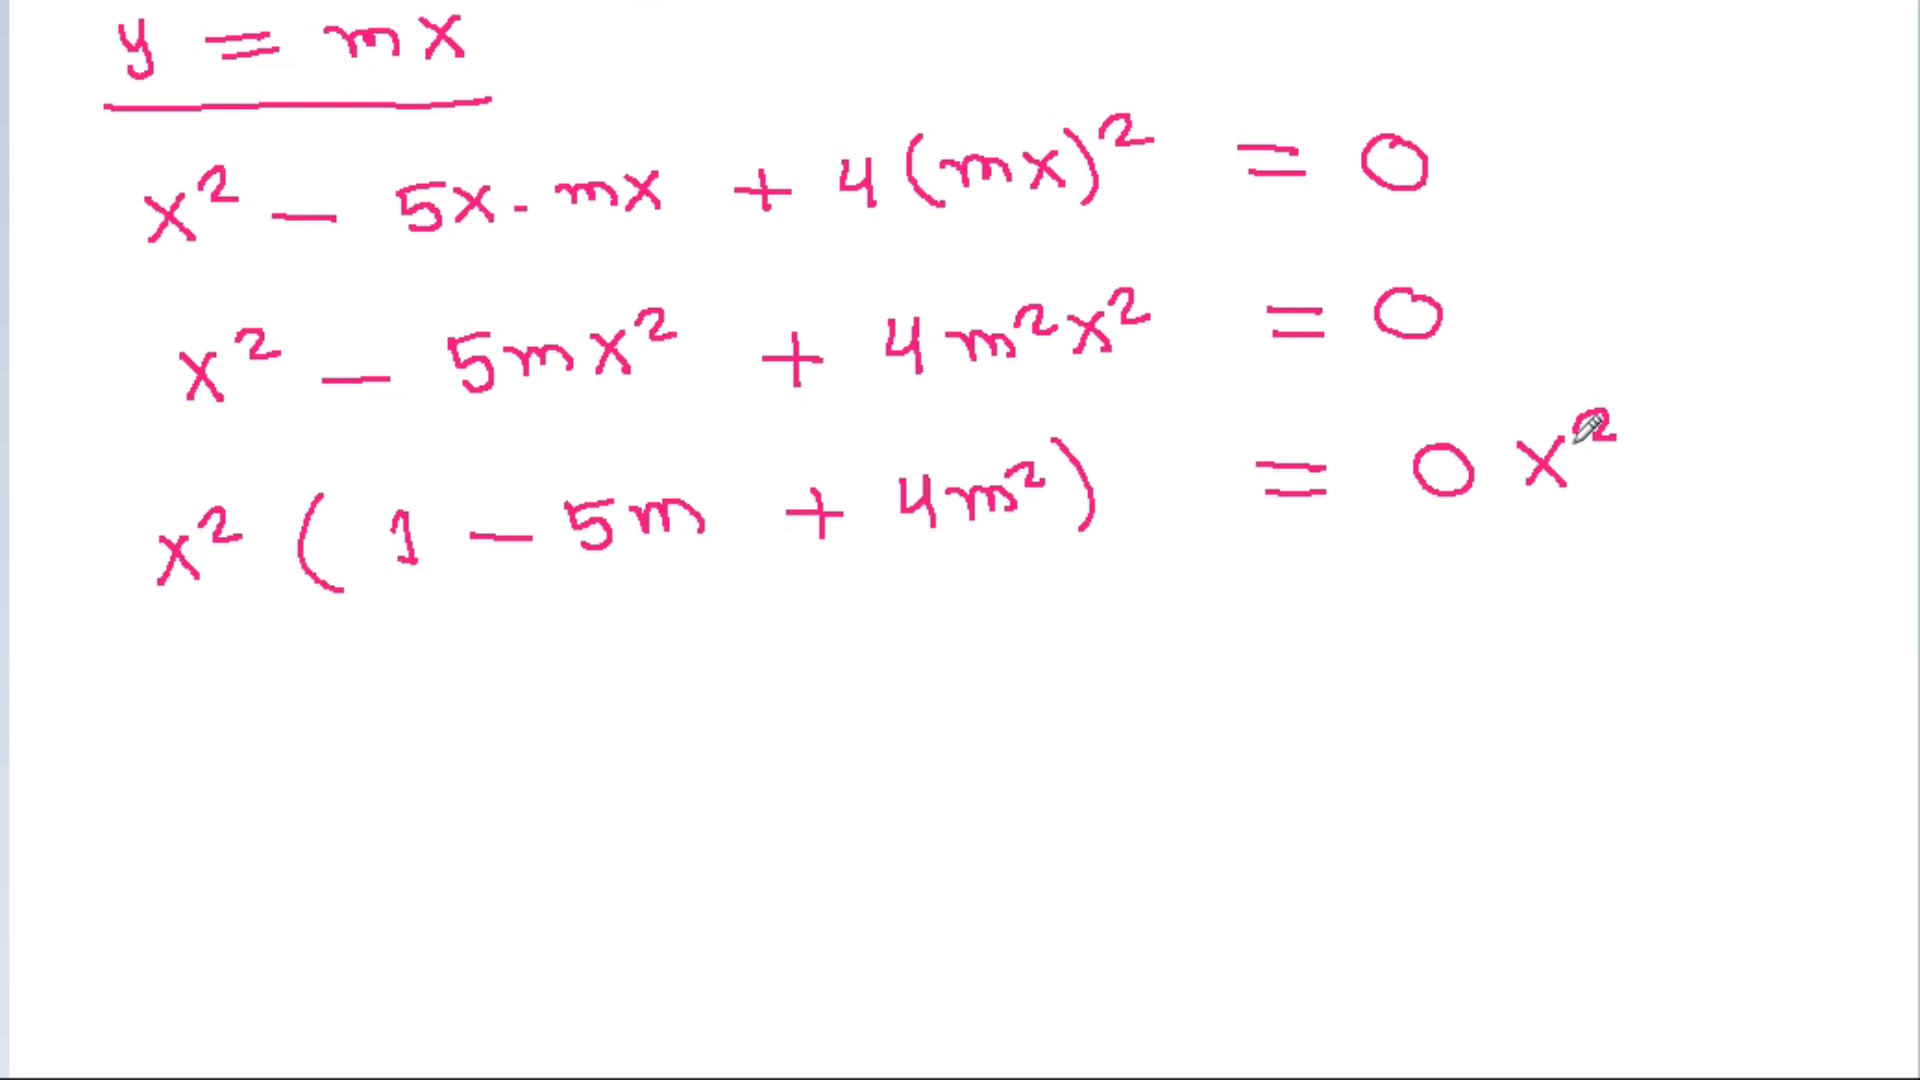 y = mx
x² - 5x · mx + 4(mx)² = 0
x² - 5mx² + 4m²x² = 0
x² (1 - 5m + 4m²) = 0 x²